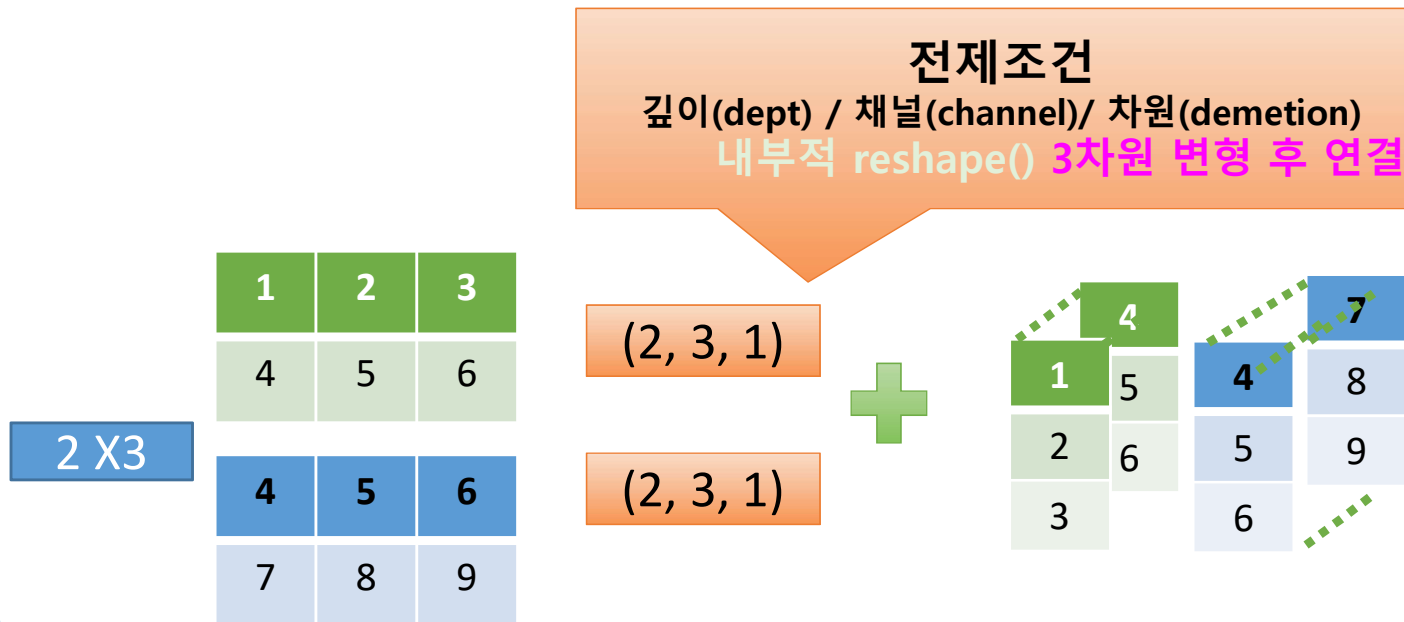 전제조건
깊이(dept) / 채널(channel)/ 차원(demetion)
내부적 reshape() 3차원 변형 후 연결
1 2 3
4 5 6
2 X3
4 5 6
7 8 9
(2, 3, 1)
(2, 3, 1)
4
1 5
2 6
3
7
4 8
5 9
6